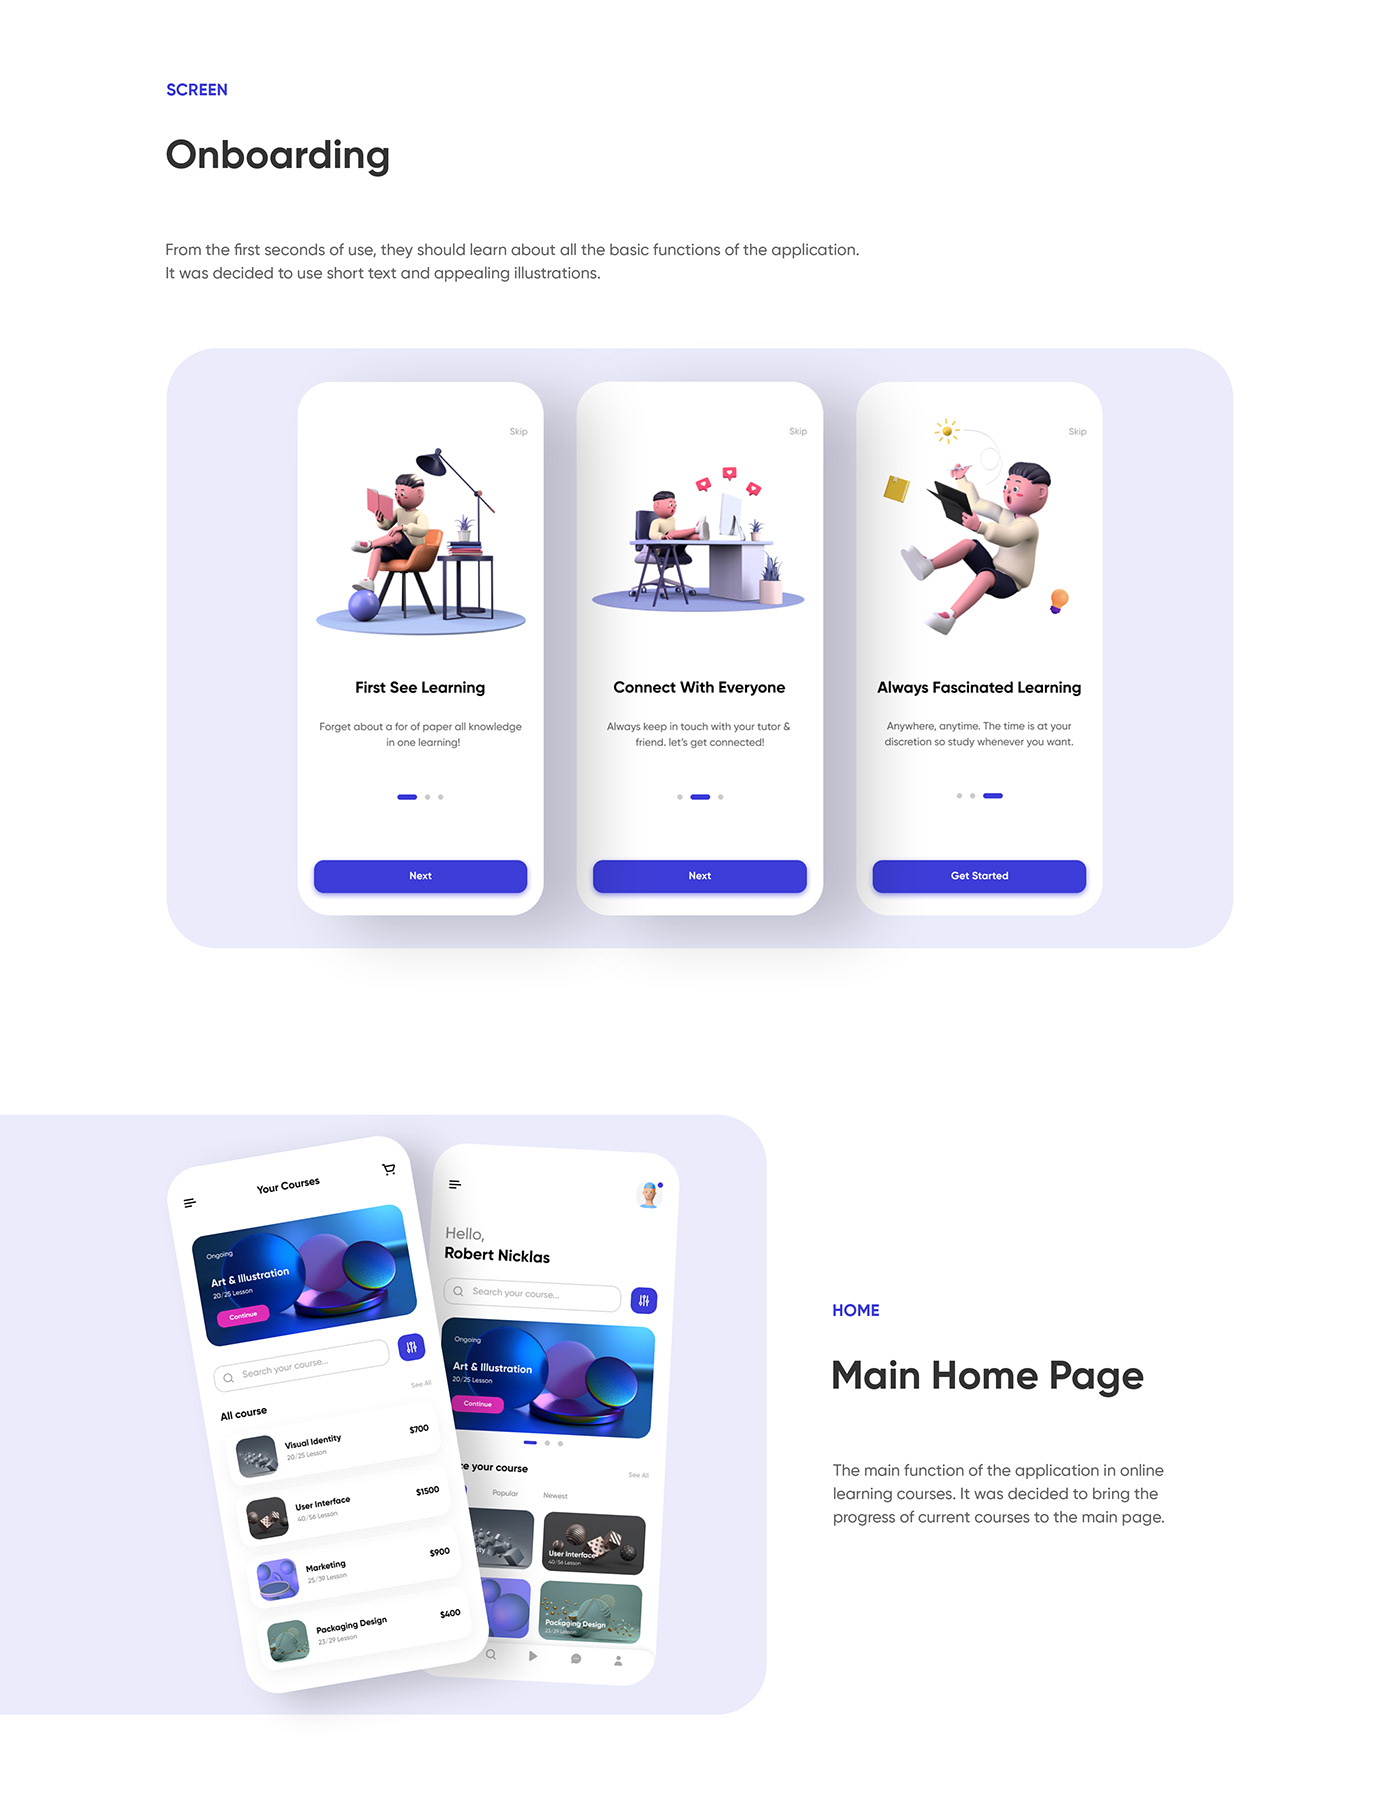 SCREEN
Onboarding
From the first seconds of use, they should learn about all the basic functions of the application.
It was decided to use short text and appealing illustrations.
Skip
First See Learning
Forget about a for of paper all knowledge
in one learning!
Next
Skip
Connect With Everyone
Always keep in touch with your tutor &
friend. let's get connected!
Next
Skip
Always Fascinated Learning
Anywhere, anytime. The time is at your
discretion so study whenever you want.
Get Started
Your Courses
Ongoing
Art & Illustration
20/25 Lesson
Continue
Search your course...
See All
All course
Visual Identity
20/25 Lesson
$700
User Interface
40/56 Lesson
$1500
Marketing
25/39 Lesson
$900
Packaging Design
23/29 Lesson
$400
Hello,
Robert Nicklas
Search your course...
Ongoing
Art & Illustration
20/25 Lesson
Continue
your course
See All
Popular
Newest
User Interface
40/56 Lesson
Packaging Design
23/29 Lesson
HOME
Main Home Page
The main function of the application in online
learning courses. It was decided to bring the
progress of current courses to the main page.